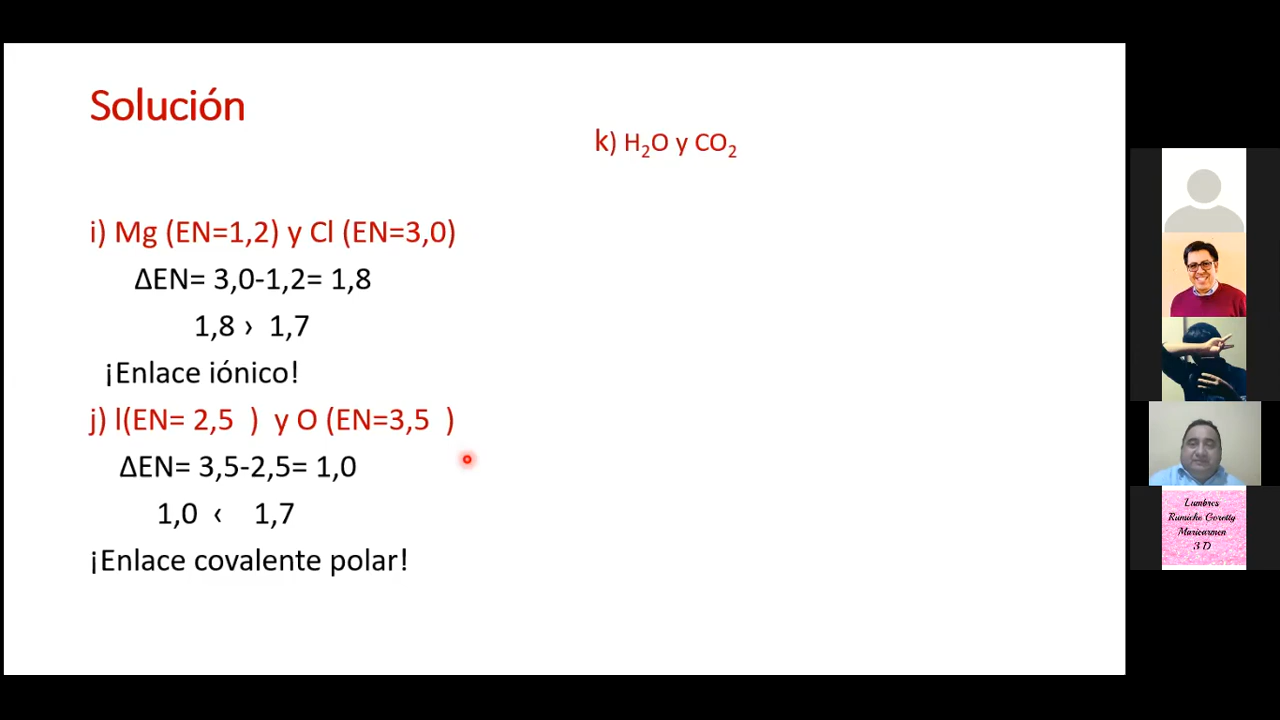 Solución
k) H₂O y CO₂
i) Mg (EN=1,2) y Cl (EN=3,0)
ΔEN= 3,0-1,2= 1,8
1,8 › 1,7
¡Enlace iónico!
j) l(EN= 2,5 ) y O (EN=3,5 )
ΔEN= 3,5-2,5= 1,0
1,0 ‹ 1,7
¡Enlace covalente polar!
Lumbres
Rumiche Goretty
Maricarmen
3 D